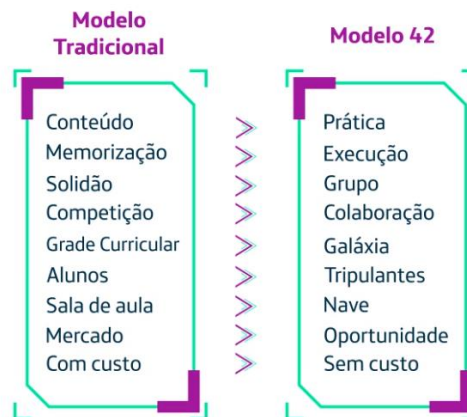 Modelo
Tradicional
Conteúdo
Memorização
Solidão
Competição
Grade Curricular
Alunos
Sala de aula
Mercado
Com custo
Modelo 42
Prática
Execução
Grupo
Colaboração
Galáxia
Tripulantes
Nave
Oportunidade
Sem custo